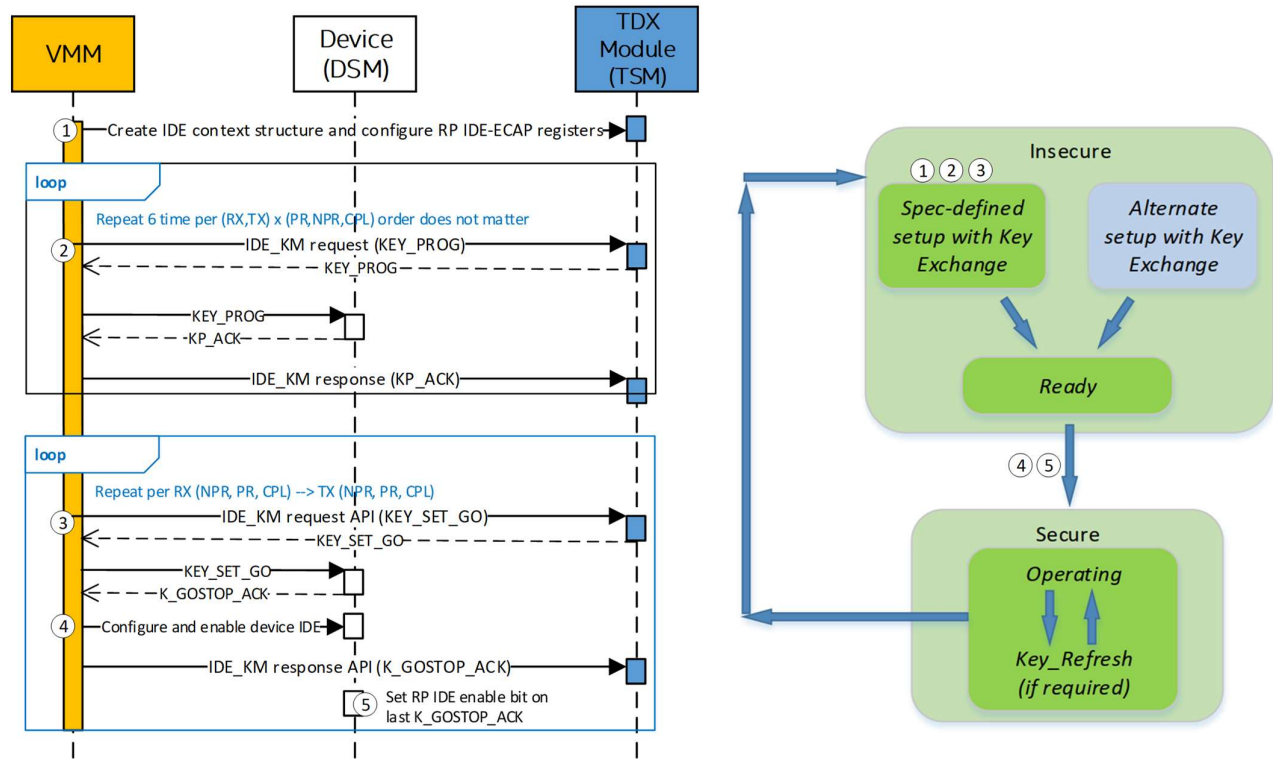 VMM
Device
(DSM)
TDX
Module
(TSM)
1
Create IDE context structure and configure RP IDE-ECAP registers
loop
Repeat 6 time per (RX,TX) x (PR,NPR,CPL) order does not matter
2
IDE_KM request (KEY_PROG)
KEY_PROG
KEY_PROG
KP_ACK
IDE_KM response (KP_ACK)
loop
Repeat per RX (NPR, PR, CPL) --> TX (NPR, PR, CPL)
3
IDE_KM request API (KEY_SET_GO)
KEY_SET_GO
KEY_SET_GO
K_GOSTOP_ACK
4
Configure and enable device IDE
IDE_KM response API (K_GOSTOP_ACK)
5
Set RP IDE enable bit on
last K_GOSTOP_ACK
Insecure
1 2 3
Spec-defined
setup with Key
Exchange
Alternate
setup with Key
Exchange
Ready
4 5
Secure
Operating
Key_Refresh
(if required)